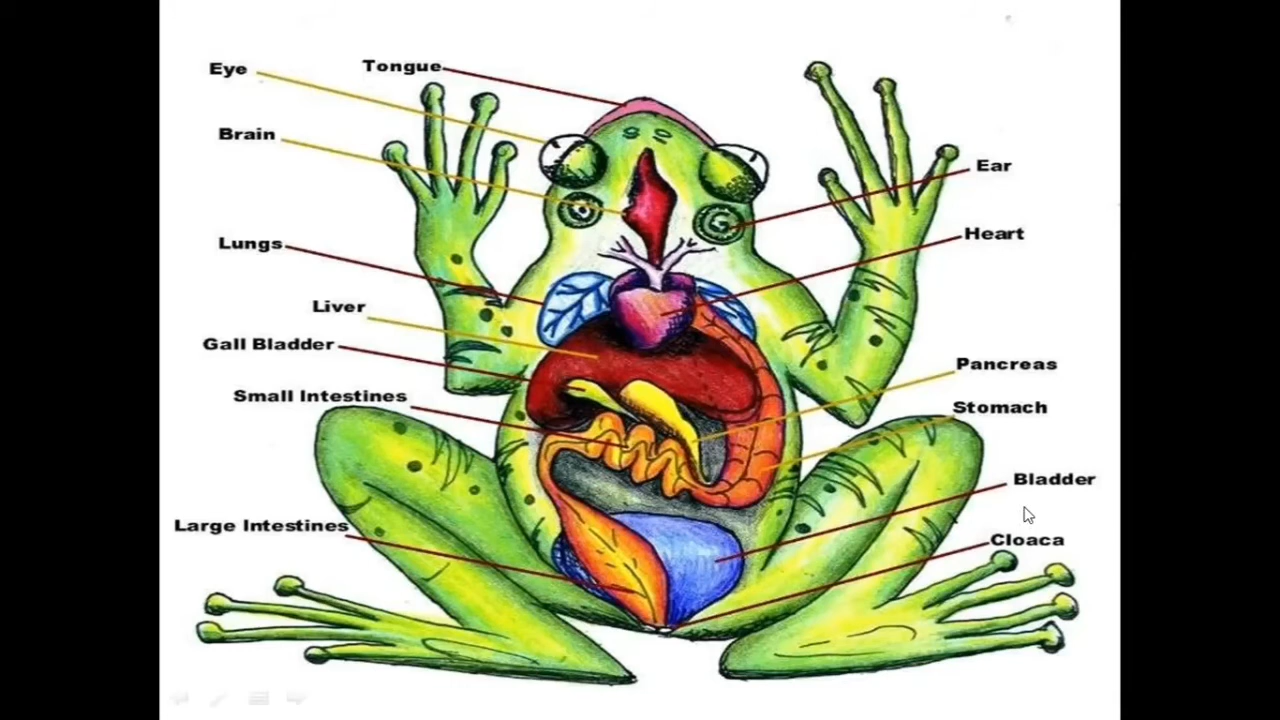 Eye
Tongue
Brain
Ear
Lungs
Heart
Liver
Gall Bladder
Pancreas
Small Intestines
Stomach
Bladder
Large Intestines
Cloaca